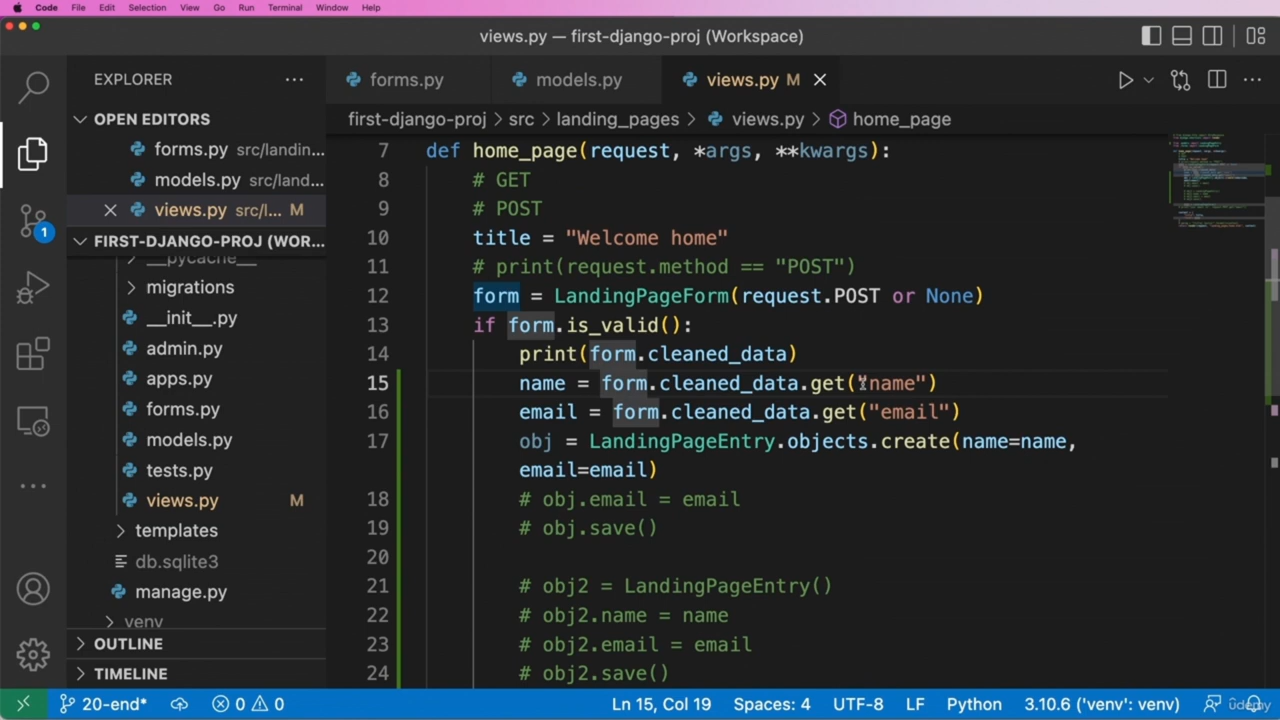 Code File Edit Selection View Go Run Terminal Window Help
views.py — first-django-proj (Workspace)
EXPLORER
forms.py
models.py
views.py M
OPEN EDITORS
first-django-proj > src > landing_pages > views.py > home_page
forms.py src/landin...
models.py src/land...
views.py src/l... M
FIRST-DJANGO-PROJ (WOR...
__pycache__
migrations
__init__.py
admin.py
apps.py
forms.py
models.py
tests.py
views.py M
templates
db.sqlite3
manage.py
venv
OUTLINE
TIMELINE
1
7 def home_page(request, *args, **kwargs):
8 # GET
9 # POST
10 title = "Welcome home"
11 # print(request.method == "POST")
12 form = LandingPageForm(request.POST or None)
13 if form.is_valid():
14 print(form.cleaned_data)
15 name = form.cleaned_data.get("name")
16 email = form.cleaned_data.get("email")
17 obj = LandingPageEntry.objects.create(name=name,
email=email)
18 # obj.email = email
19 # obj.save()
20
21 # obj2 = LandingPageEntry()
22 # obj2.name = name
23 # obj2.email = email
24 # obj2.save()
20-end* 0 0 Ln 15, Col 19 Spaces: 4 UTF-8 LF Python 3.10.6 ('venv': venv)
udemy